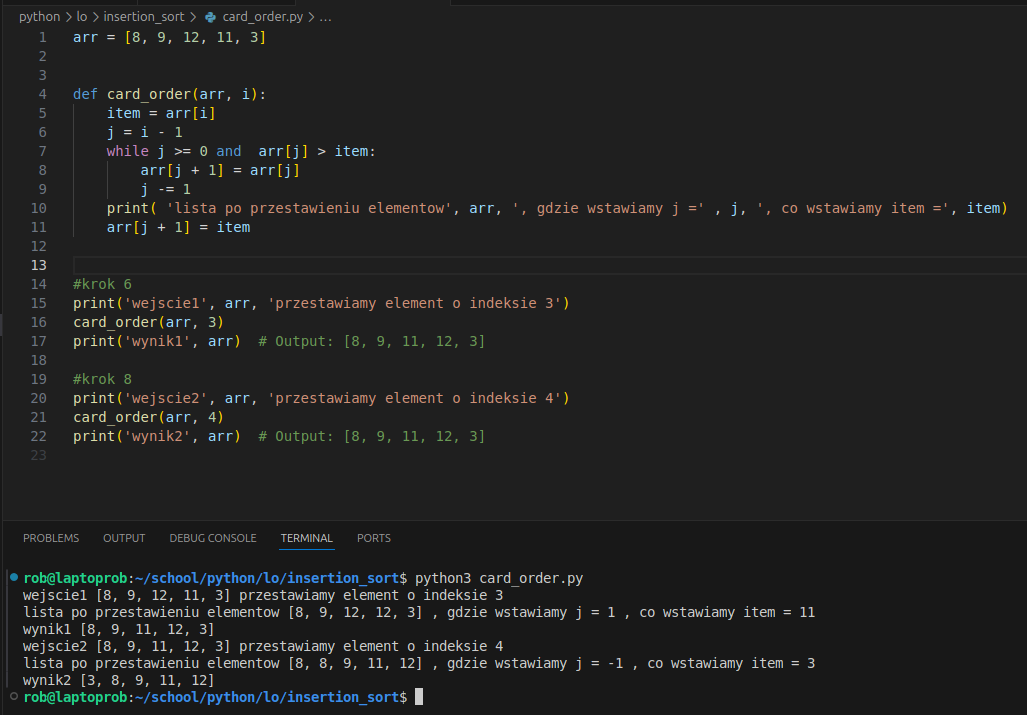 python > lo > insertion_sort > card_order.py > ...
1 arr = [8, 9, 12, 11, 3]
2
3
4 def card_order(arr, i):
5     item = arr[i]
6     j = i - 1
7     while j >= 0 and  arr[j] > item:
8         arr[j + 1] = arr[j]
9         j -= 1
10     print( 'lista po przestawieniu elementow', arr, ', gdzie wstawiamy j =' , j, ', co wstawiamy item =', item)
11     arr[j + 1] = item
12
13
14 #krok 6
15 print('wejscie1', arr, 'przestawiamy element o indeksie 3')
16 card_order(arr, 3)
17 print('wynik1', arr)  # Output: [8, 9, 11, 12, 3]
18
19 #krok 8
20 print('wejscie2', arr, 'przestawiamy element o indeksie 4')
21 card_order(arr, 4)
22 print('wynik2', arr)  # Output: [8, 9, 11, 12, 3]
23
PROBLEMS OUTPUT DEBUG CONSOLE TERMINAL PORTS
rob@laptoprob:~/school/python/lo/insertion_sort$ python3 card_order.py
wejscie1 [8, 9, 12, 11, 3] przestawiamy element o indeksie 3
lista po przestawieniu elementow [8, 9, 12, 12, 3] , gdzie wstawiamy j = 1 , co wstawiamy item = 11
wynik1 [8, 9, 11, 12, 3]
wejscie2 [8, 9, 11, 12, 3] przestawiamy element o indeksie 4
lista po przestawieniu elementow [8, 8, 9, 11, 12] , gdzie wstawiamy j = -1 , co wstawiamy item = 3
wynik2 [3, 8, 9, 11, 12]
rob@laptoprob:~/school/python/lo/insertion_sort$